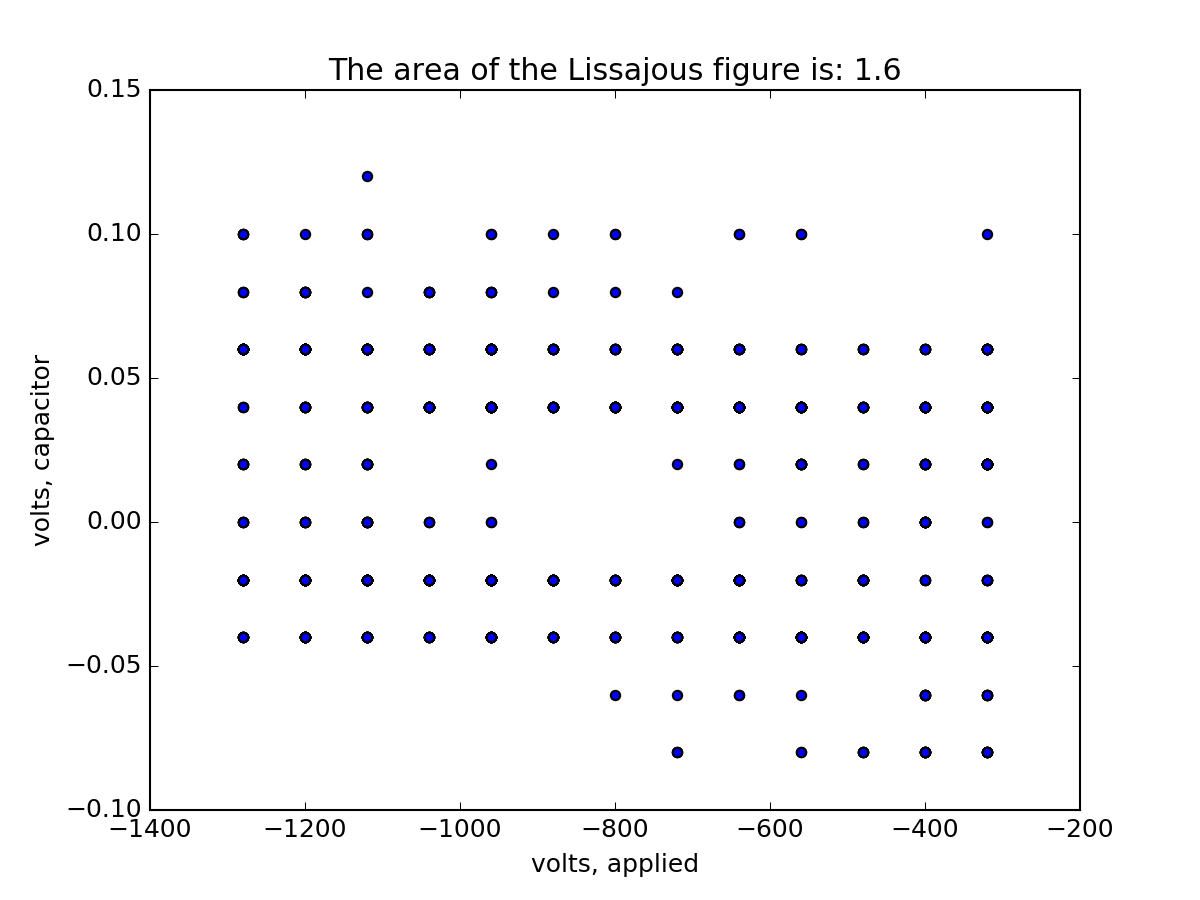 The area of the Lissajous figure is: 1.6
0.15
0.10
0.05
0.00
−0.05
−0.10
volts, capacitor
−1400 −1200 −1000 −800 −600 −400 −200
volts, applied